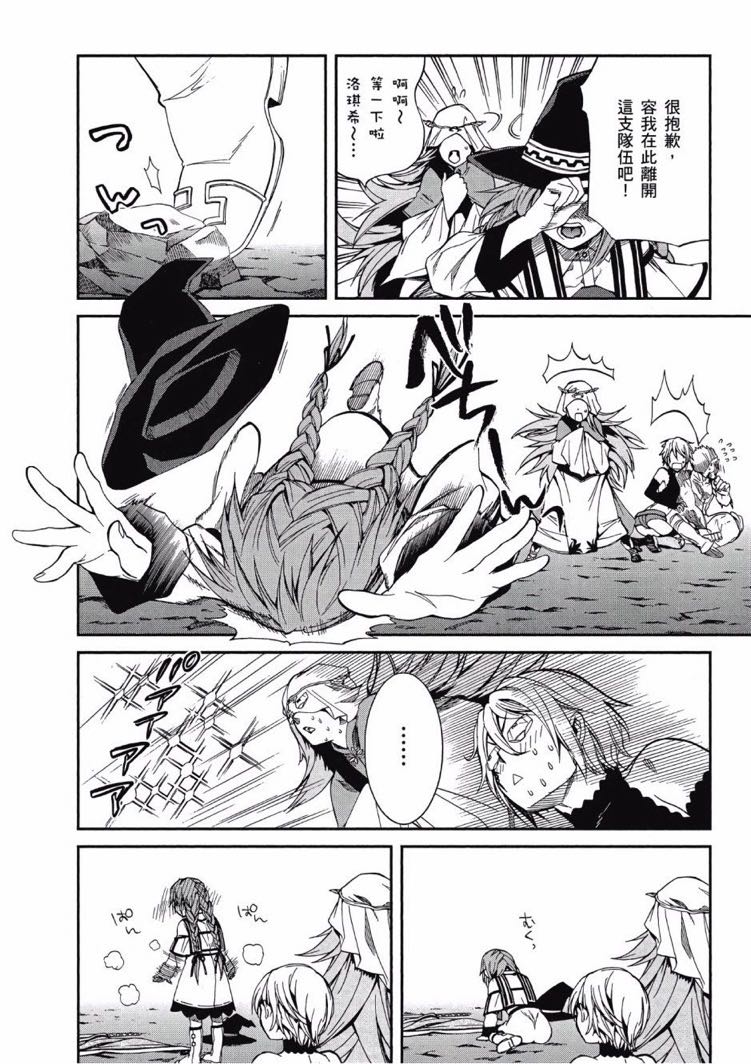 很抱歉，
容我在此離開
這支隊伍吧！
啊啊～
等一下啦
洛琪希～…
つんっ
べちっ
……
パアアアア
むくっ
ぱん
ぱん